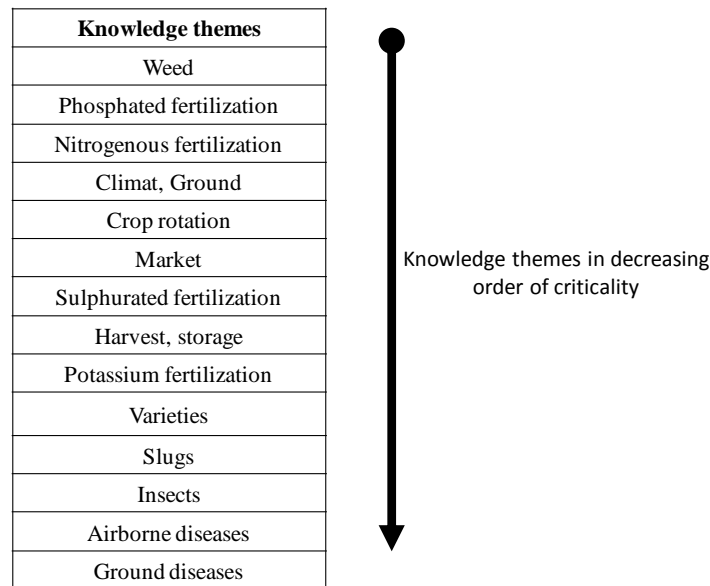 Knowledge themes
Weed
Phosphated fertilization
Nitrogenous fertilization
Climat, Ground
Crop rotation
Market
Sulphurated fertilization
Harvest, storage
Potassium fertilization
Varieties
Slugs
Insects
Airborne diseases
Ground diseases
Knowledge themes in decreasing
order of criticality